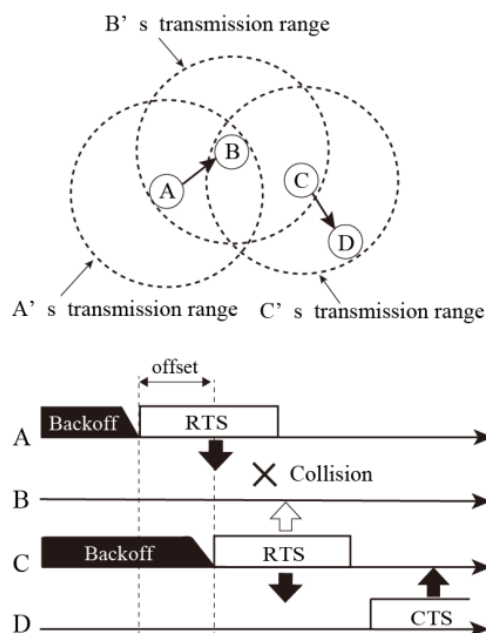 B’ s transmission range
B
A
C
D
A’ s transmission range
C’ s transmission range
offset
Backoff
RTS
A
Collision
B
Backoff
RTS
C
CTS
D